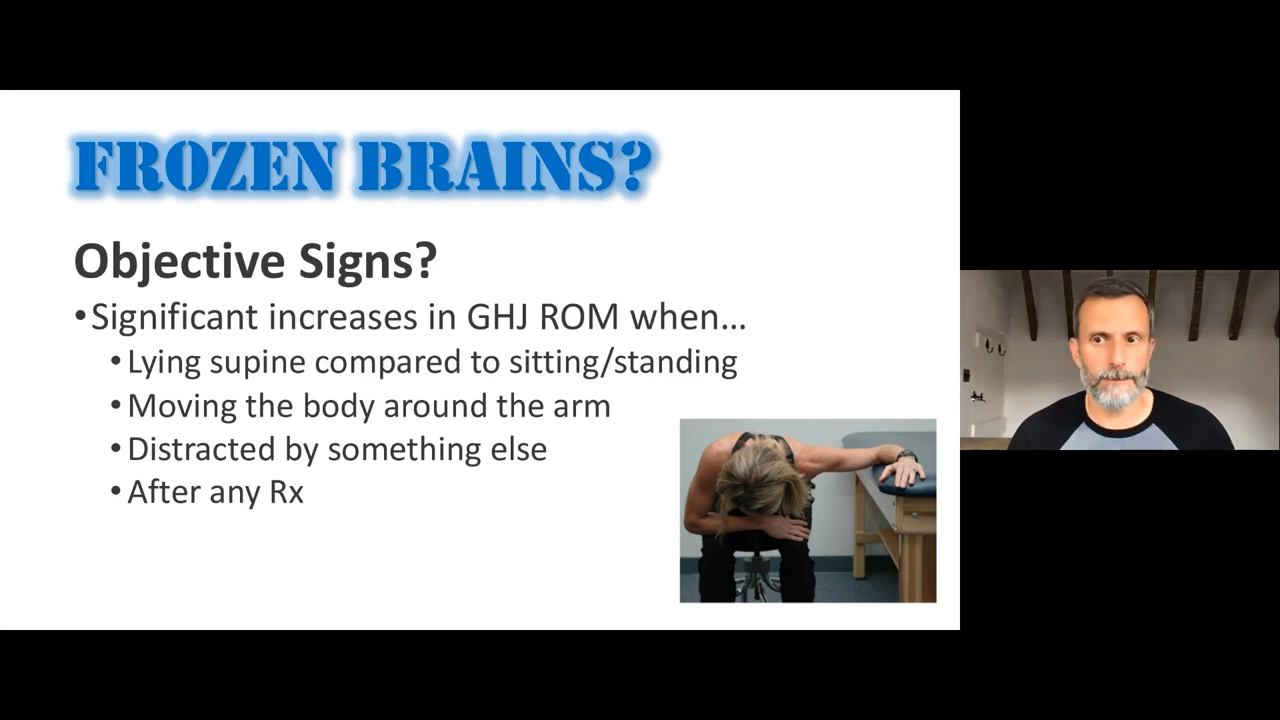 FROZEN BRAINS?
Objective Signs?
•Significant increases in GHJ ROM when…
•Lying supine compared to sitting/standing
•Moving the body around the arm
•Distracted by something else
•After any Rx